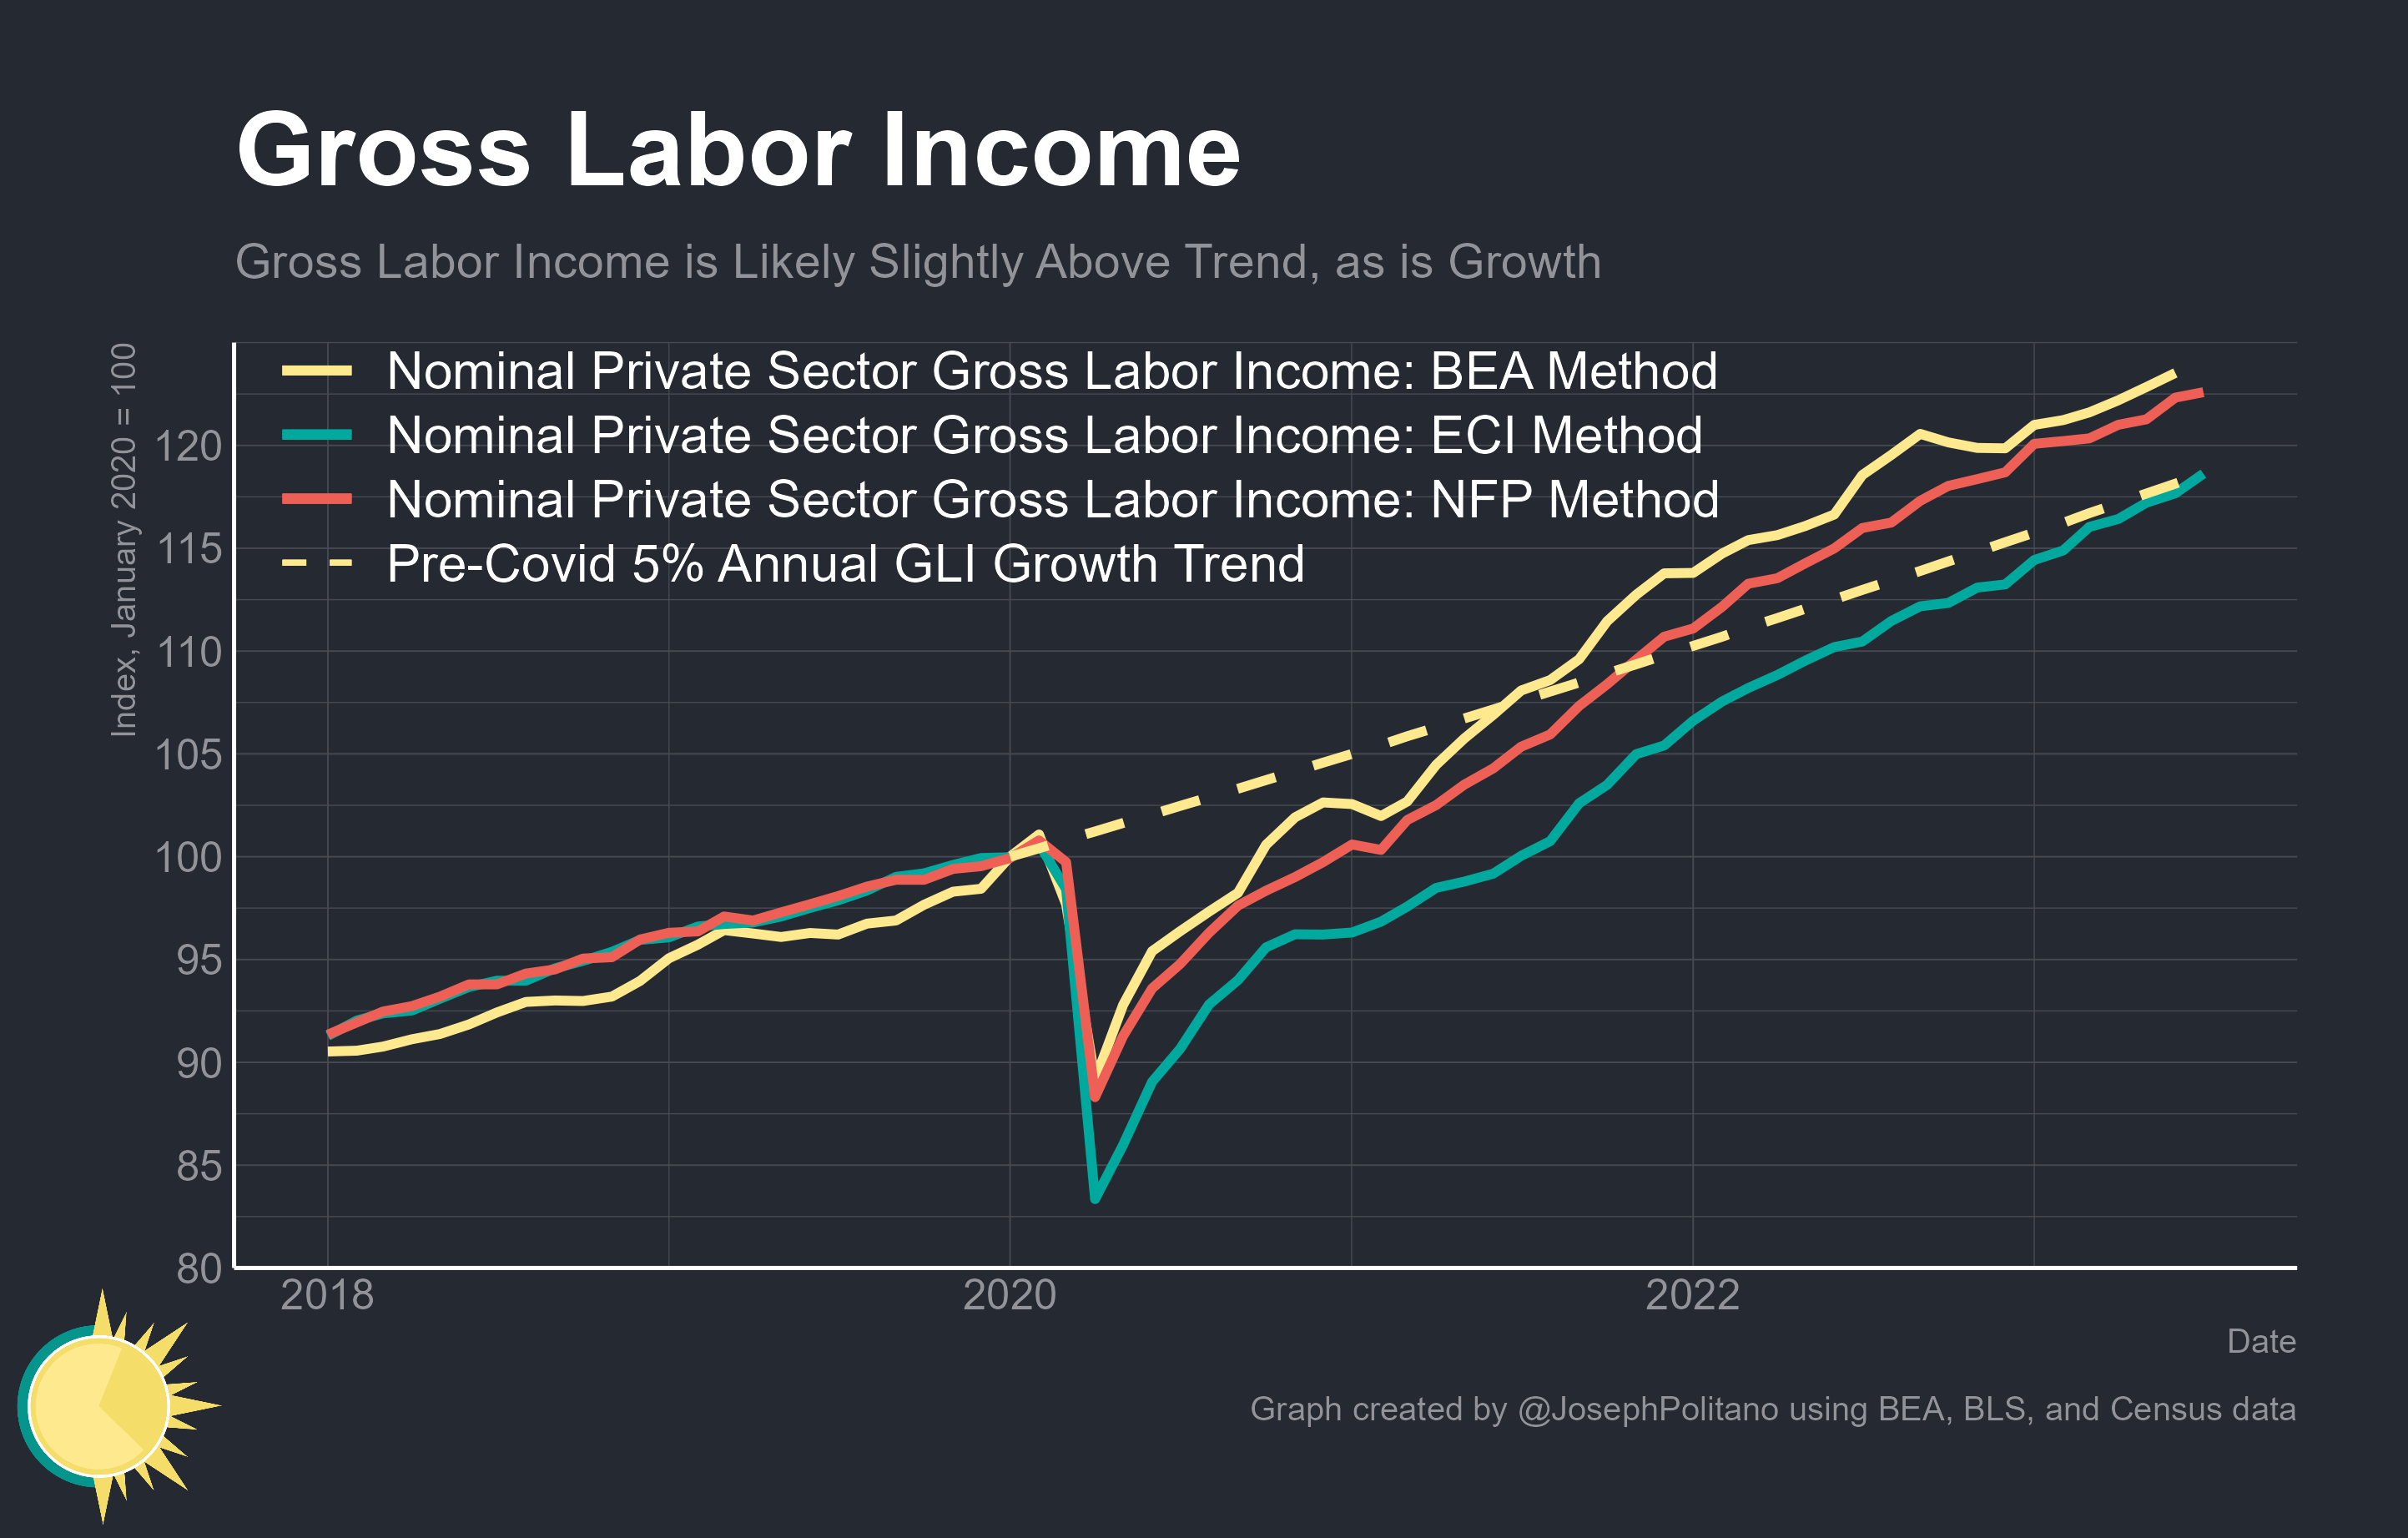 Gross Labor Income
Gross Labor Income is Likely Slightly Above Trend, as is Growth
Index, January 2020 = 100
Nominal Private Sector Gross Labor Income: BEA Method
Nominal Private Sector Gross Labor Income: ECI Method
Nominal Private Sector Gross Labor Income: NFP Method
Pre-Covid 5% Annual GLI Growth Trend
120
115
110
105
100
95
90
85
80
2018
2020
2022
Date
Graph created by @JosephPolitano using BEA, BLS, and Census data